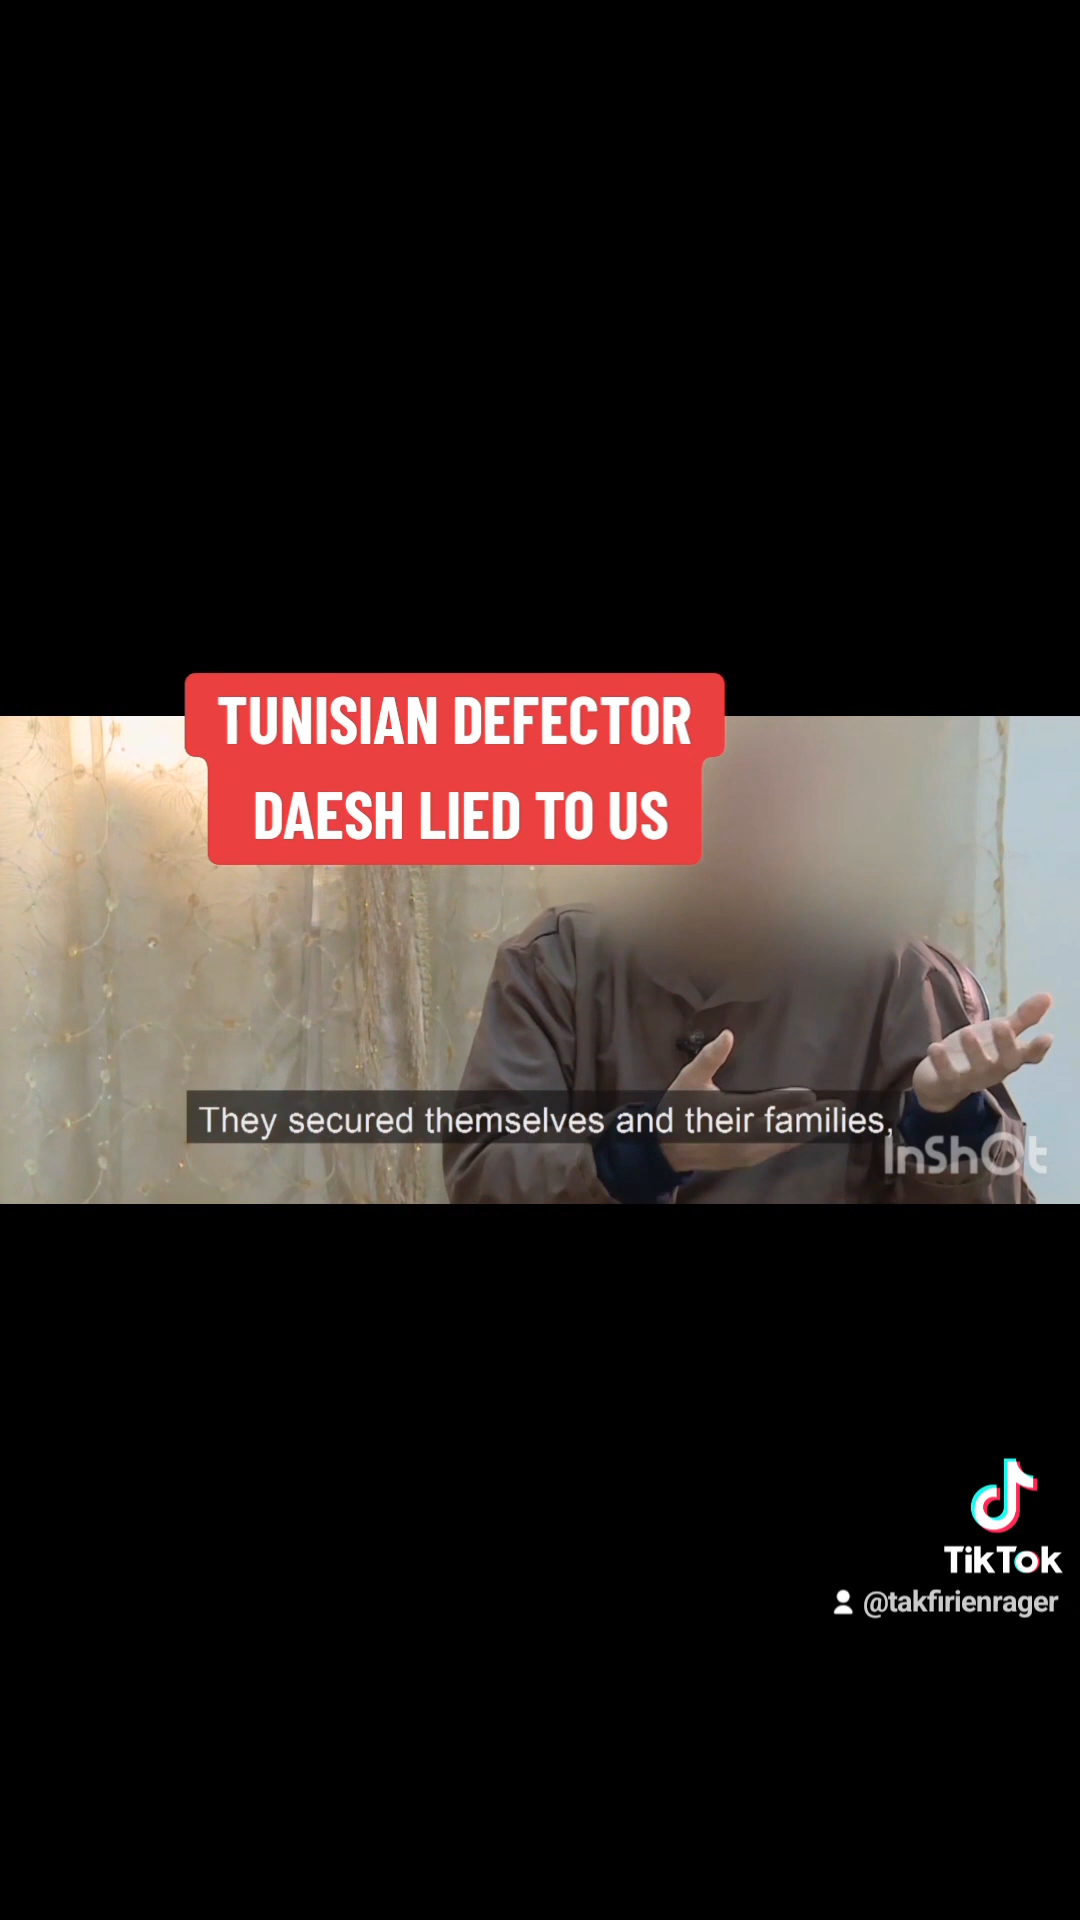 TUNISIAN DEFECTOR
DAESH LIED TO US
They secured themselves and their families,
InShOt
TikTok
@takfirienrager